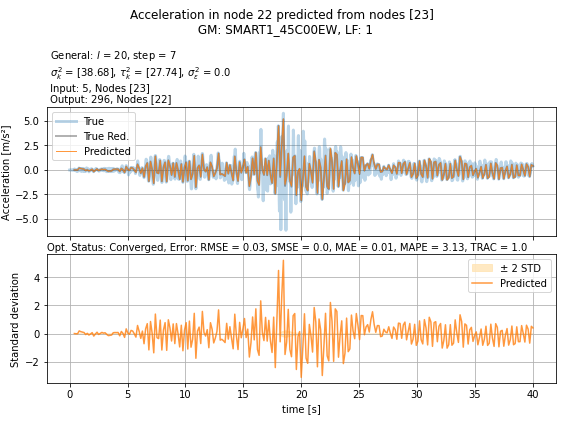 Acceleration in node 22 predicted from nodes [23]
GM: SMART1_45C00EW, LF: 1
General: l = 20, step = 7
σ²ₖ = [38.68], τ²ₖ = [27.74], σ²ε = 0.0
Input: 5, Nodes [23]
Output: 296, Nodes [22]
Acceleration [m/s²]
5.0
2.5
0.0
−2.5
−5.0
True
True Red.
Predicted
Opt. Status: Converged, Error: RMSE = 0.03, SMSE = 0.0, MAE = 0.01, MAPE = 3.13, TRAC = 1.0
Standard deviation
4
2
0
−2
± 2 STD
Predicted
0 5 10 15 20 25 30 35 40
time [s]